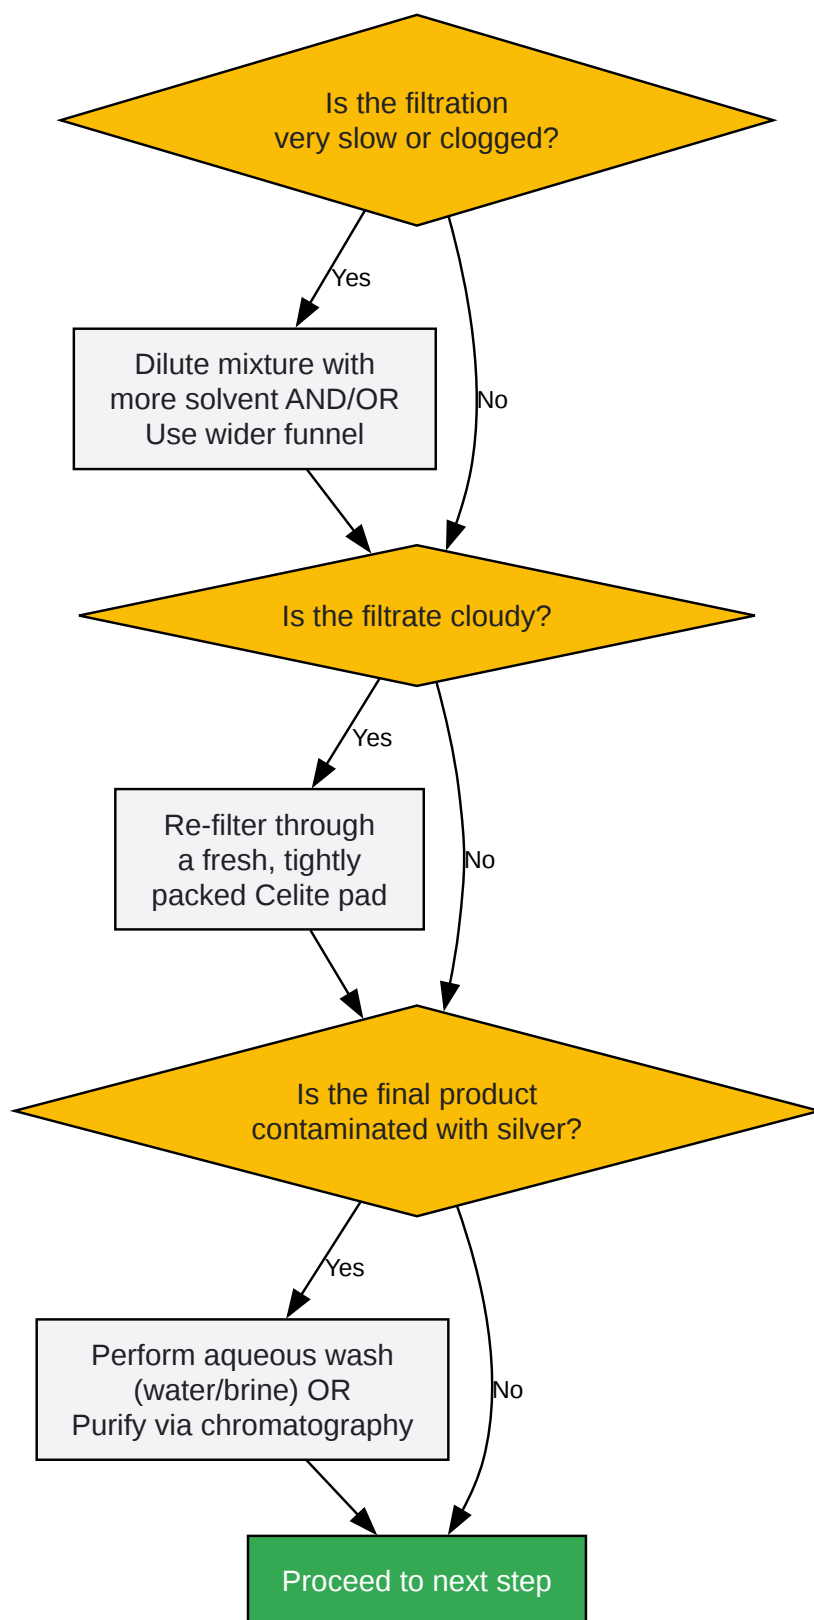 Is the filtration
very slow or clogged?
Yes
Dilute mixture with
more solvent AND/OR
Use wider funnel
No
Is the filtrate cloudy?
Yes
Re-filter through
a fresh, tightly
packed Celite pad
No
Is the final product
contaminated with silver?
Yes
Perform aqueous wash
(water/brine) OR
Purify via chromatography
No
Proceed to next step